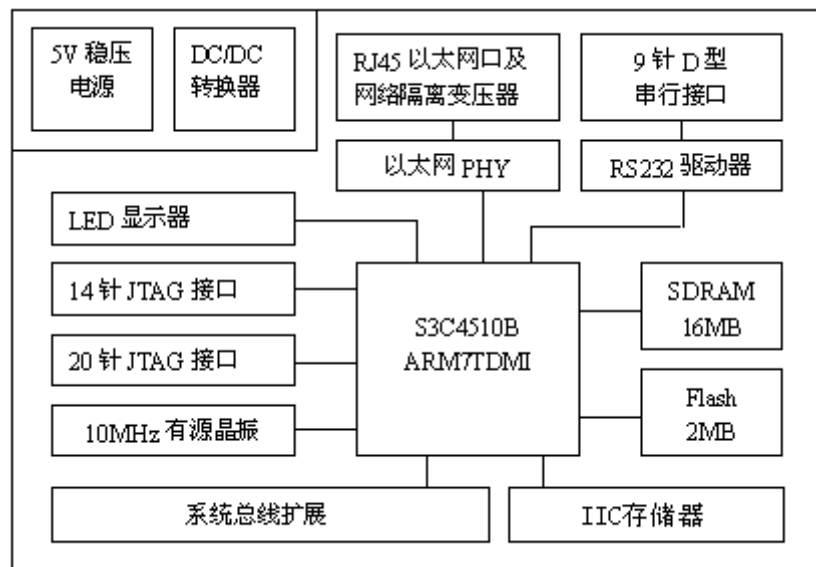 5V 稳压
电源
DC/DC
转换器
RJ45 以太网口及
网络隔离变压器
9 针 D 型
串行接口
以太网 PHY
RS232 驱动器
LED 显示器
14 针 JTAG 接口
20 针 JTAG 接口
10MHz 有源晶振
S3C4510B
ARM7TDMI
SDRAM
16MB
Flash
2MB
系统总线扩展
IIC存储器